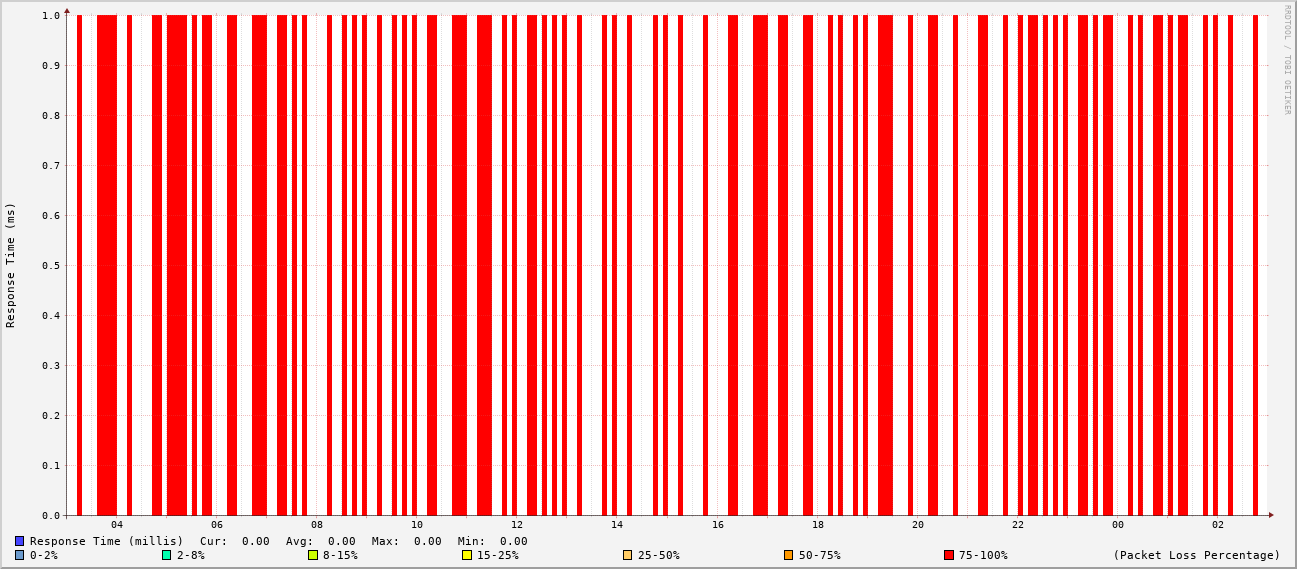 RRDTOOL / TOBI OETIKER
Response Time (ms)
1.0
0.9
0.8
0.7
0.6
0.5
0.4
0.3
0.2
0.1
0.0
04 06 08 10 12 14 16 18 20 22 00 02
Response Time (millis) Cur: 0.00 Avg: 0.00 Max: 0.00 Min: 0.00
0-2% 2-8% 8-15% 15-25% 25-50% 50-75% 75-100% (Packet Loss Percentage)